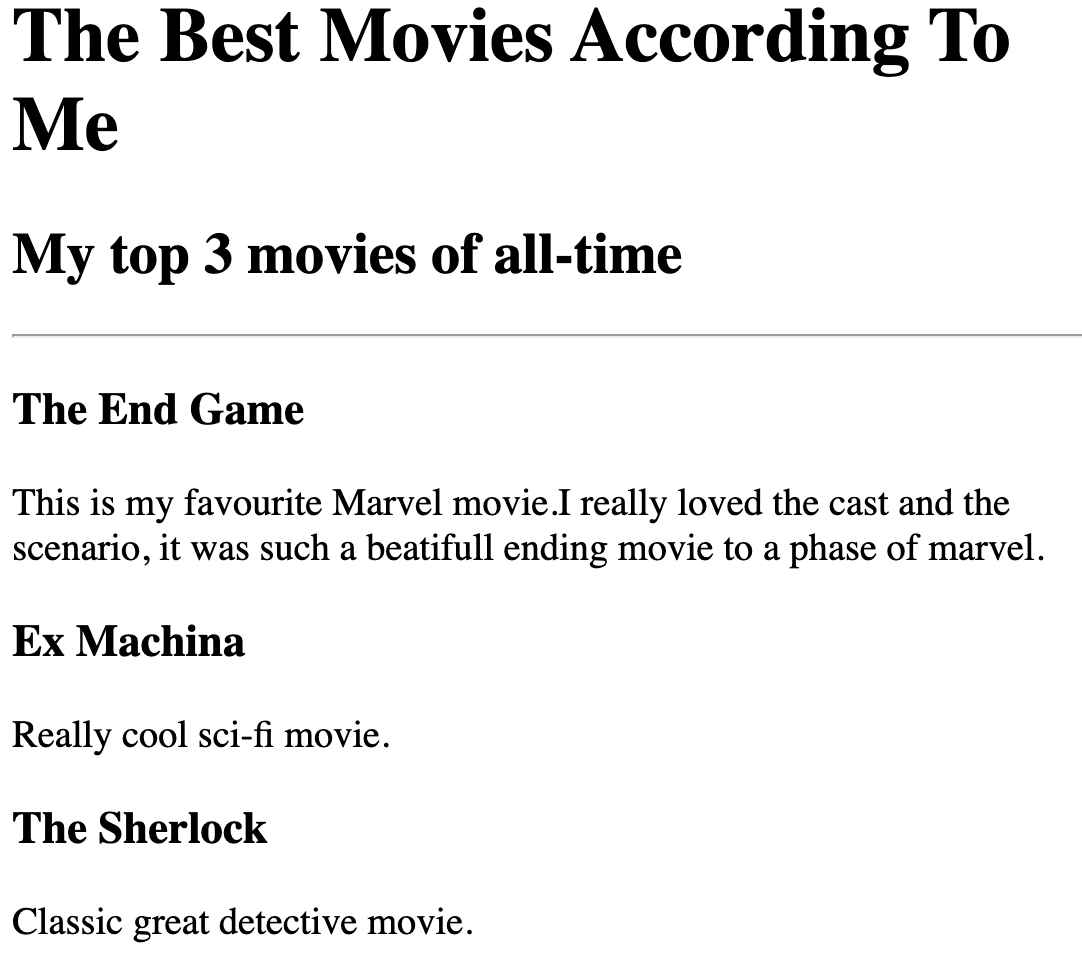 The Best Movies According To
Me
My top 3 movies of all-time
The End Game
This is my favourite Marvel movie.I really loved the cast and the
scenario, it was such a beatifull ending movie to a phase of marvel.
Ex Machina
Really cool sci-fi movie.
The Sherlock
Classic great detective movie.